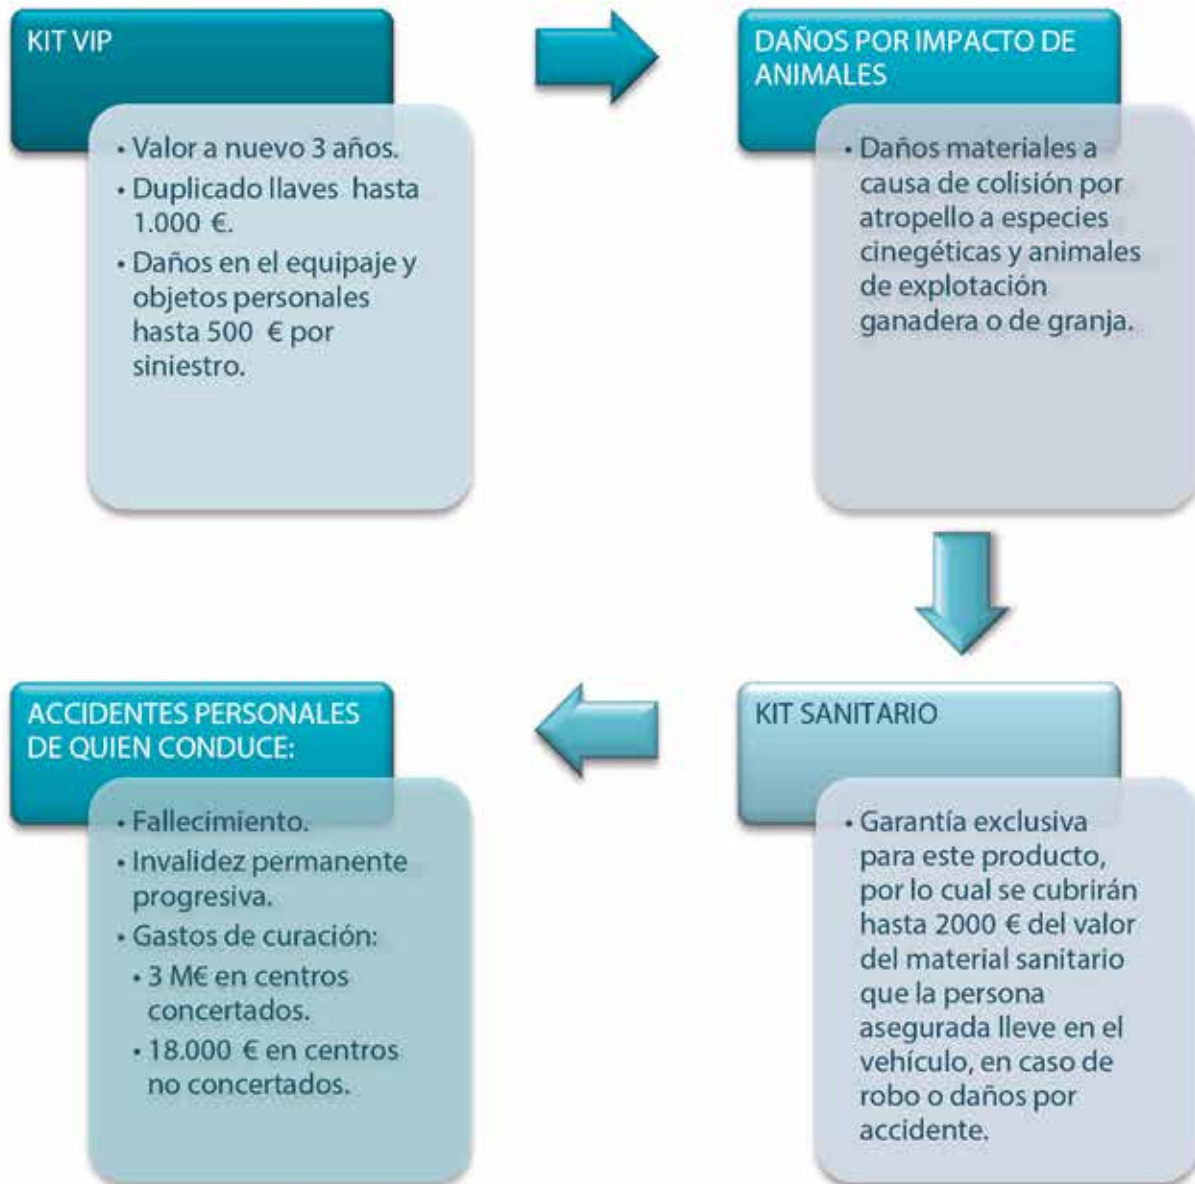 KIT VIP
• Valor a nuevo 3 años.
• Duplicado llaves hasta
1.000 €.
• Daños en el equipaje y
objetos personales
hasta 500 € por
siniestro.
DAÑOS POR IMPACTO DE
ANIMALES
• Daños materiales a
causa de colisión por
atropello a especies
cinegéticas y animales
de explotación
ganadera o de granja.
KIT SANITARIO
• Garantía exclusiva
para este producto,
por lo cual se cubrirán
hasta 2000 € del valor
del material sanitario
que la persona
asegurada lleve en el
vehículo, en caso de
robo o daños por
accidente.
ACCIDENTES PERSONALES
DE QUIEN CONDUCE:
• Fallecimiento.
• Invalidez permanente
progresiva.
• Gastos de curación:
• 3 M€ en centros
concertados.
• 18.000 € en centros
no concertados.